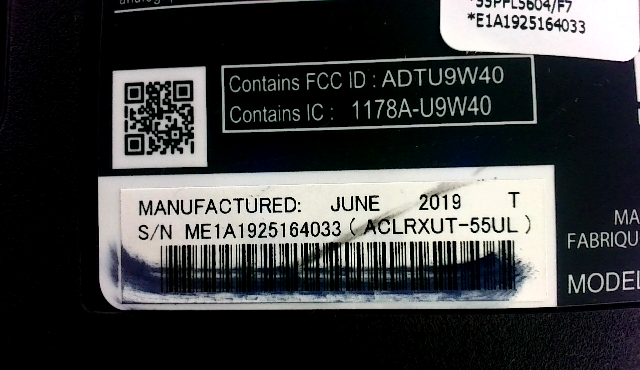 *55PFL5604/F7
*E1A1925164033
Contains FCC ID : ADTU9W40
Contains IC : 1178A-U9W40
MANUFACTURED: JUNE 2019 T
S/N ME1A1925164033 ( ACLRXUT-55UL )
MA
FABRIQU
MODEL